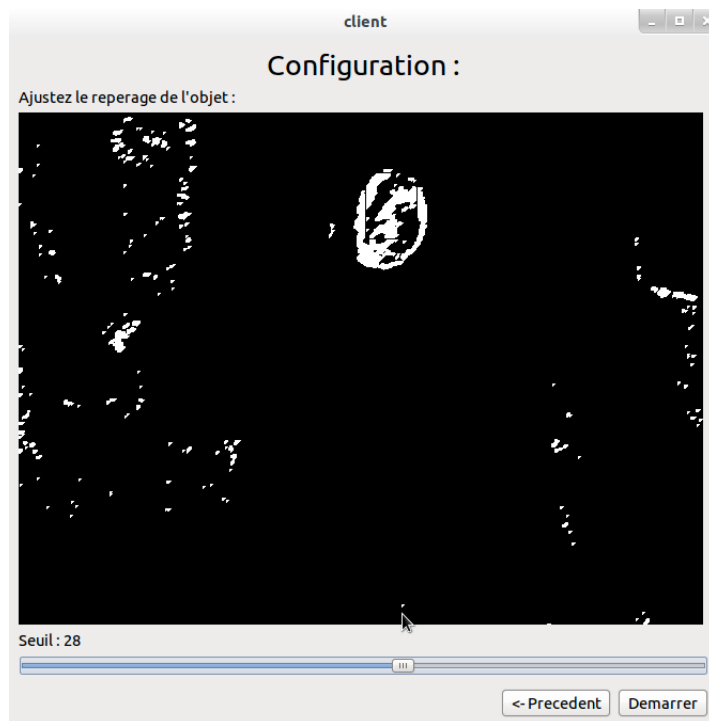 client
Configuration :
Ajustez le reperage de l'objet :
Seuil : 28
<- Precedent Demarrer